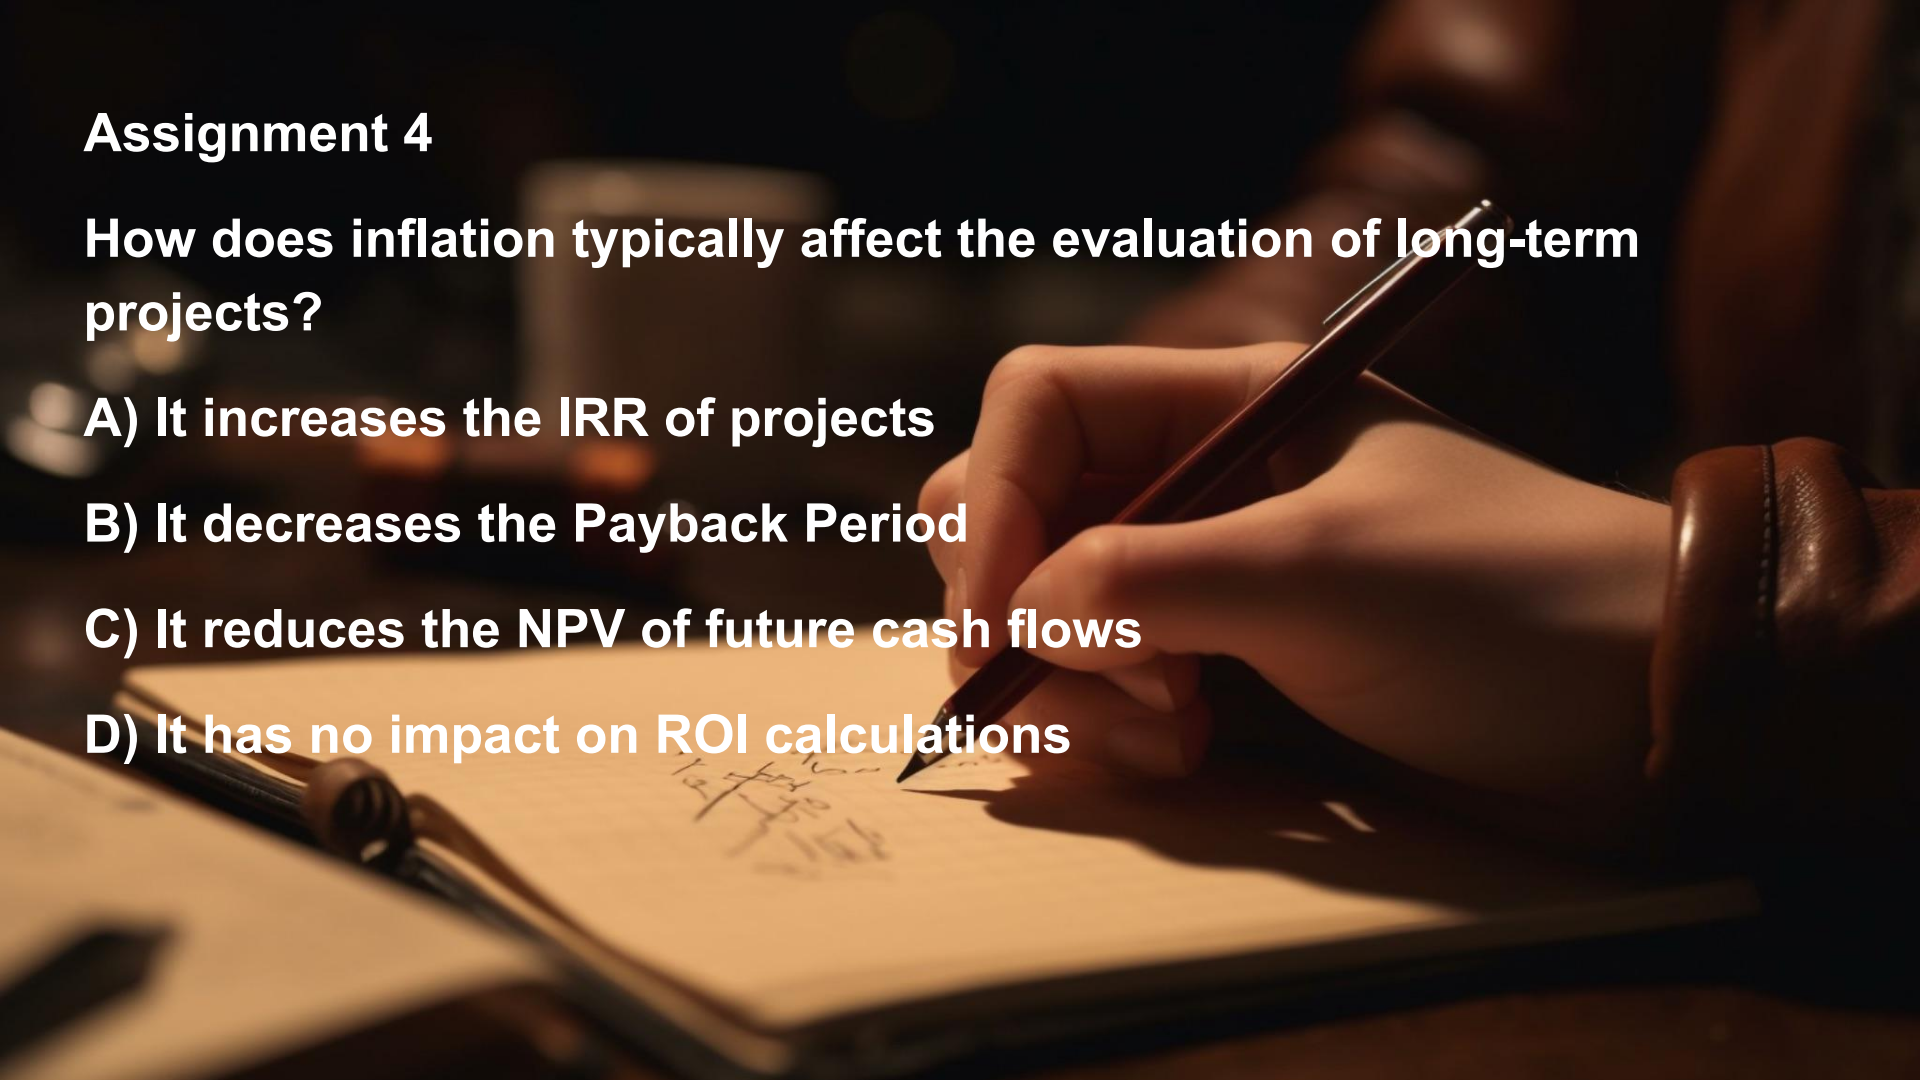 Assignment 4
How does inflation typically affect the evaluation of long-term
projects?
A) It increases the IRR of projects
B) It decreases the Payback Period
C) It reduces the NPV of future cash flows
D) It has no impact on ROI calculations